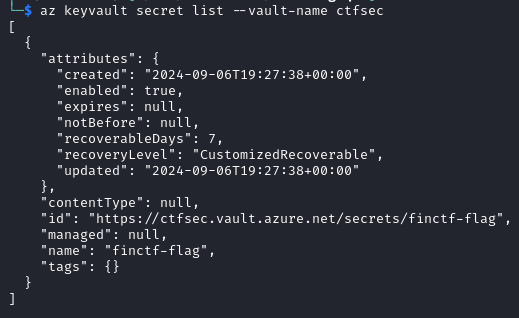 └─$ az keyvault secret list --vault-name ctfsec
[
  {
    "attributes": {
      "created": "2024-09-06T19:27:38+00:00",
      "enabled": true,
      "expires": null,
      "notBefore": null,
      "recoverableDays": 7,
      "recoveryLevel": "CustomizedRecoverable",
      "updated": "2024-09-06T19:27:38+00:00"
    },
    "contentType": null,
    "id": "https://ctfsec.vault.azure.net/secrets/finctf-flag",
    "managed": null,
    "name": "finctf-flag",
    "tags": {}
  }
]